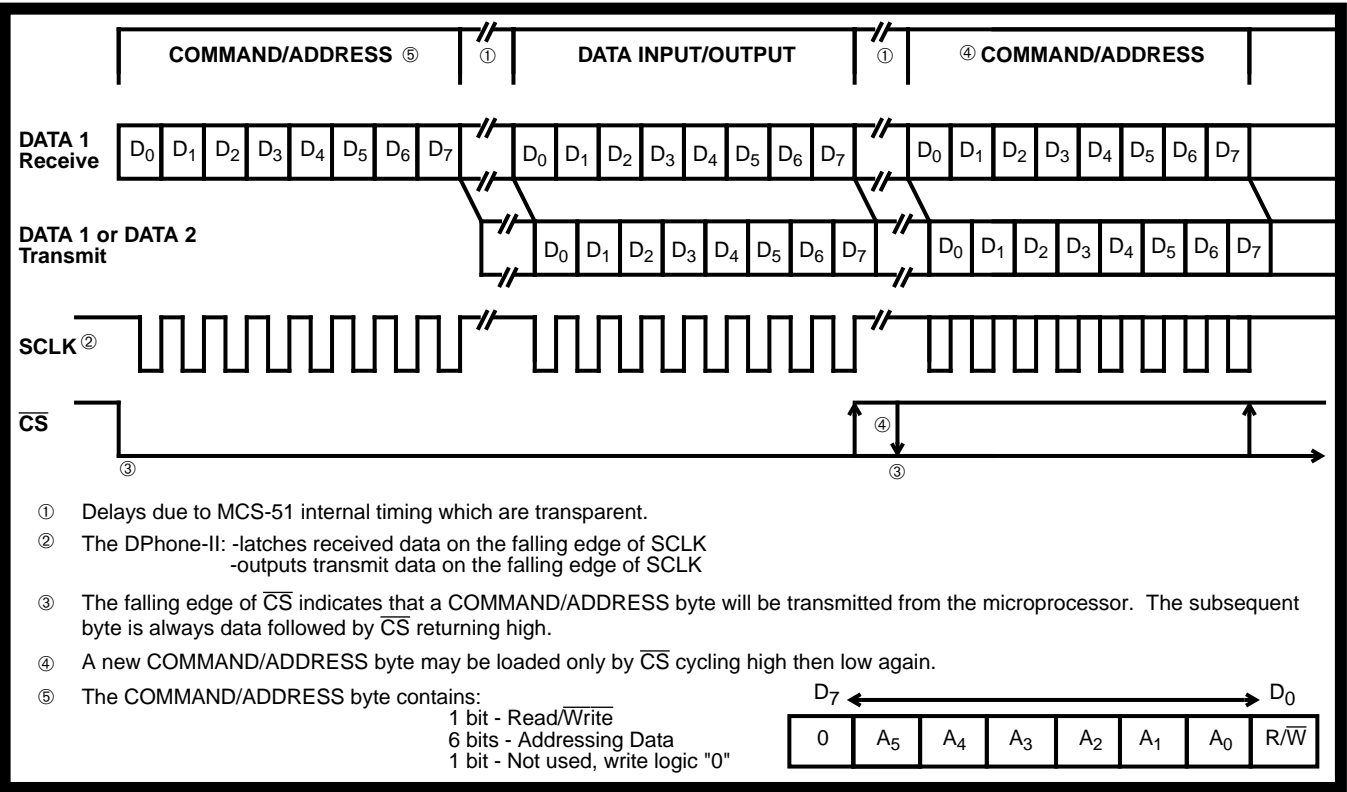 COMMAND/ADDRESS ⑤ ① DATA INPUT/OUTPUT ① ④ COMMAND/ADDRESS
DATA 1
Receive
D0 D1 D2 D3 D4 D5 D6 D7 D0 D1 D2 D3 D4 D5 D6 D7 D0 D1 D2 D3 D4 D5 D6 D7
DATA 1 or DATA 2
Transmit
D0 D1 D2 D3 D4 D5 D6 D7 D0 D1 D2 D3 D4 D5 D6 D7
SCLK ②
CS
④
③ ③
① Delays due to MCS-51 internal timing which are transparent.
② The DPhone-II: -latches received data on the falling edge of SCLK
-outputs transmit data on the falling edge of SCLK
③ The falling edge of CS indicates that a COMMAND/ADDRESS byte will be transmitted from the microprocessor. The subsequent
byte is always data followed by CS returning high.
④ A new COMMAND/ADDRESS byte may be loaded only by CS cycling high then low again.
⑤ The COMMAND/ADDRESS byte contains:
1 bit - Read/Write
6 bits - Addressing Data
1 bit - Not used, write logic "0"
D7 D0
0 A5 A4 A3 A2 A1 A0 R/W